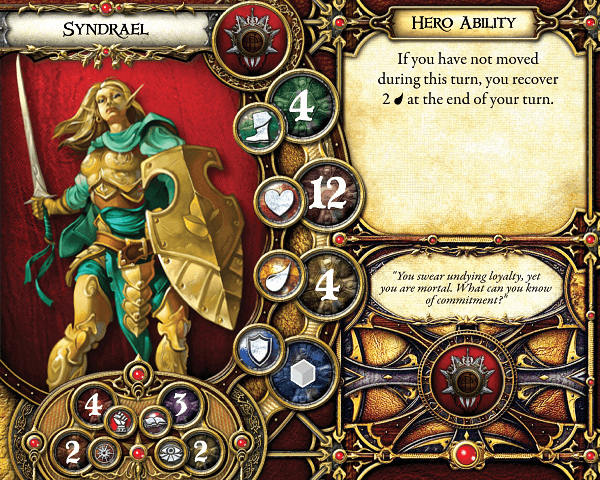 SYNDRAEL
4
12
4
4
3
2
2
HERO ABILITY
If you have not moved
during this turn, you recover
2 at the end of your turn.
"You swear undying loyalty, yet
you are mortal. What can you know
of commitment?"